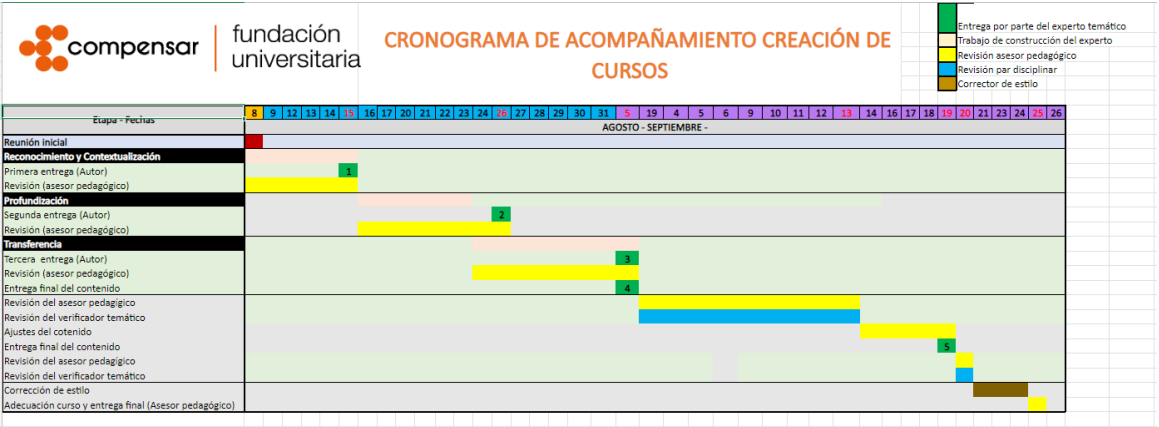 compensar
fundación
universitaria
CRONOGRAMA DE ACOMPAÑAMIENTO CREACIÓN DE
CURSOS
Entrega por parte del experto temático
Trabajo de construcción del experto
Revisión asesor pedagógico
Revisión par disciplinar
Corrector de estilo
Etapa - Fechas
8 9 12 13 14 15 16 17 20 21 22 23 24 26 27 28 29 30 31 5 19 4 5 6 9 10 11 12 13 14 16 17 18 19 20 21 23 24 25 26
AGOSTO - SEPTIEMBRE -
Reunión inicial
Reconocimiento y Contextualización
Primera entrega (Autor)
1
Revisión (asesor pedagógico)
Profundización
Segunda entrega (Autor)
2
Revisión (asesor pedagógico)
Transferencia
Tercera entrega (Autor)
3
Revisión (asesor pedagógico)
Entrega final del contenido
4
Revisión del asesor pedagígico
Revisión del verificador temático
Ajustes del cotenido
Entrega final del contenido
5
Revisión del asesor pedagígico
Revisión del verificador temático
Corrección de estilo
Adecuación curso y entrega final (Asesor pedagógico)